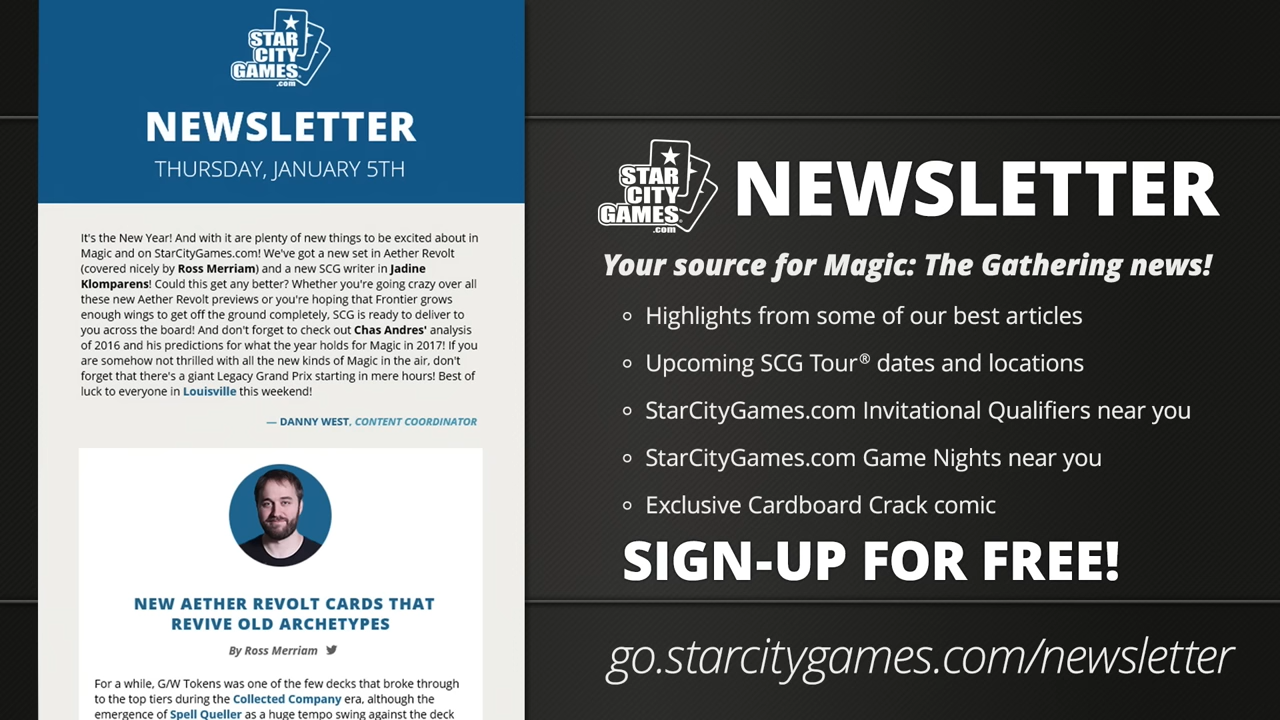 STAR
CITY
GAMES
.com
NEWSLETTER
THURSDAY, JANUARY 5TH
It's the New Year! And with it are plenty of new things to be excited about in
Magic and on StarCityGames.com! We've got a new set in Aether Revolt
(covered nicely by Ross Merriam) and a new SCG writer in Jadine
Klomparens! Could this get any better? Whether you're going crazy over all
these new Aether Revolt previews or you're hoping that Frontier grows
enough wings to get off the ground completely, SCG is ready to deliver to
you across the board! And don't forget to check out Chas Andres' analysis
of 2016 and his predictions for what the year holds for Magic in 2017! If you
are somehow not thrilled with all the new kinds of Magic in the air, don't
forget that there's a giant Legacy Grand Prix starting in mere hours! Best of
luck to everyone in Louisville this weekend!
— DANNY WEST, CONTENT COORDINATOR
NEW AETHER REVOLT CARDS THAT
REVIVE OLD ARCHETYPES
By Ross Merriam
For a while, G/W Tokens was one of the few decks that broke through
to the top tiers during the Collected Company era, although the
emergence of Spell Queller as a huge tempo swing against the deck
STAR
CITY
GAMES
.com
NEWSLETTER
Your source for Magic: The Gathering news!
Highlights from some of our best articles
Upcoming SCG Tour® dates and locations
StarCityGames.com Invitational Qualifiers near you
StarCityGames.com Game Nights near you
Exclusive Cardboard Crack comic
SIGN-UP FOR FREE!
go.starcitygames.com/newsletter